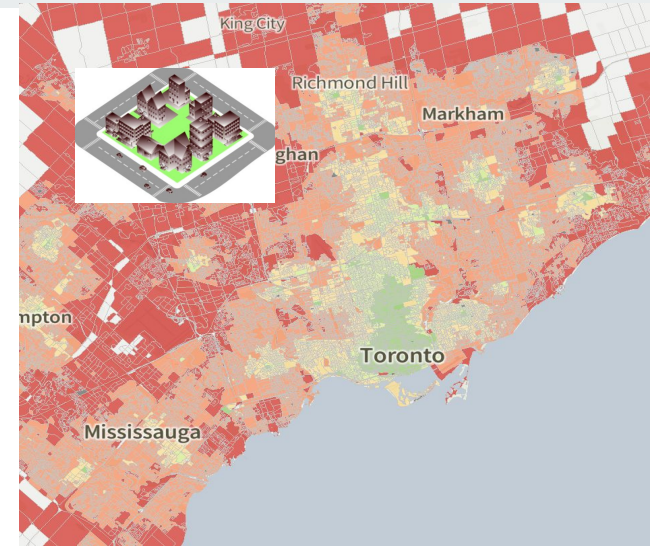 King City
Richmond Hill
Markham
ghan
mpton
Toronto
Mississauga